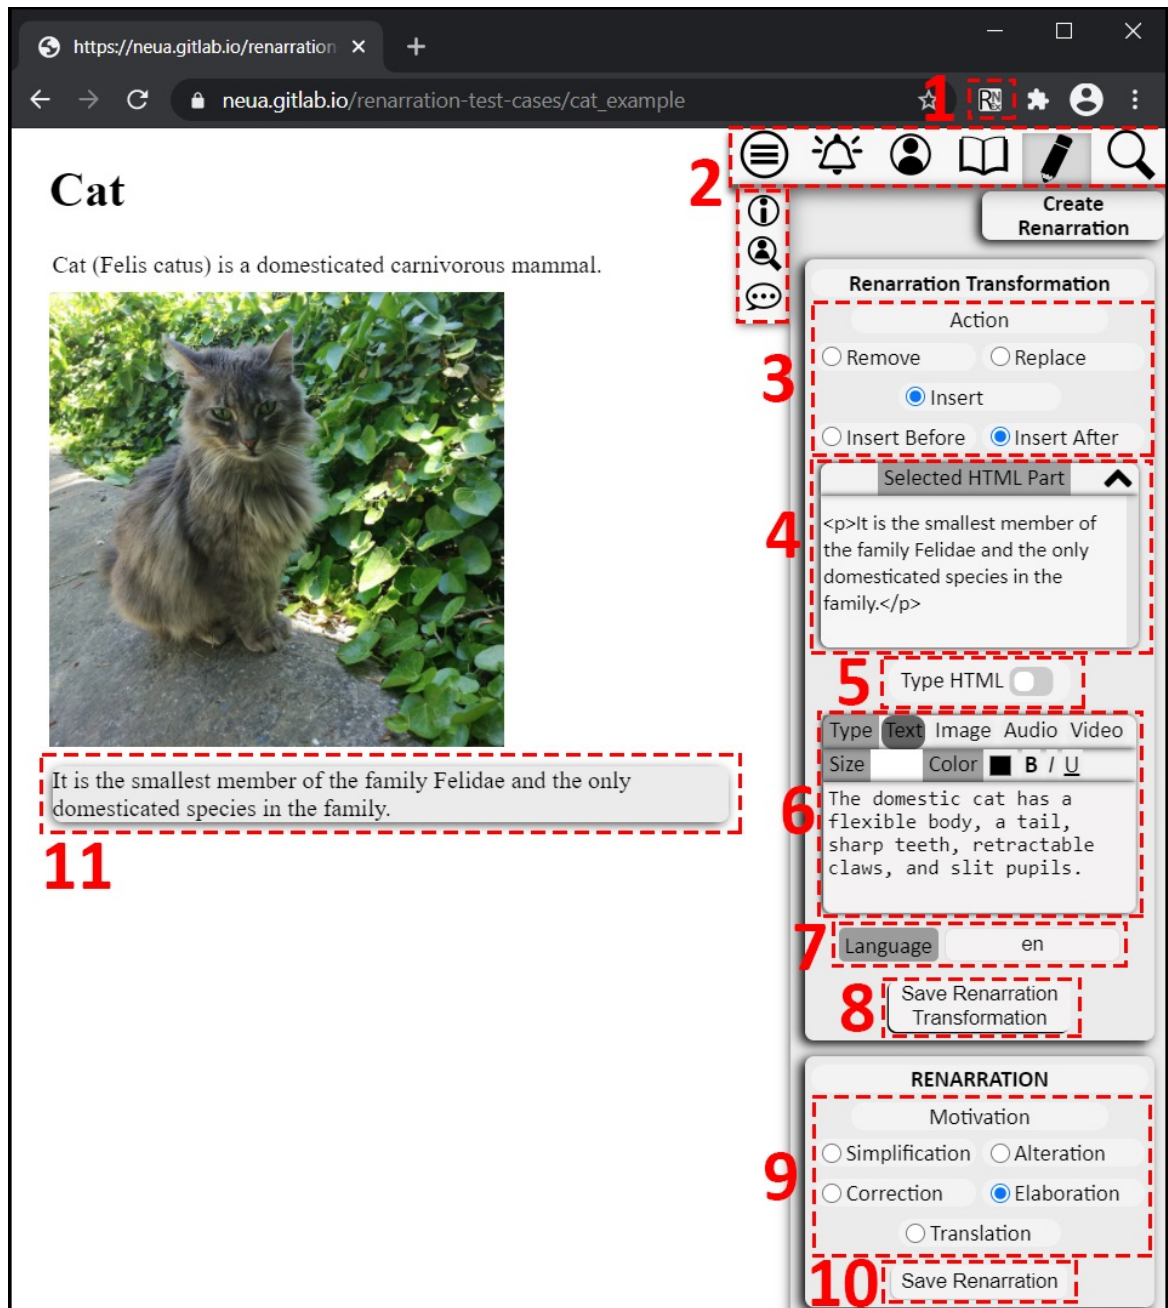 https://neua.gitlab.io/renarration
neua.gitlab.io/renarration-test-cases/cat_example
1
RNEx
2
Cat
Create
Renarration
Cat (Felis catus) is a domesticated carnivorous mammal.
Renarration Transformation
3
Action
Remove Replace
Insert
Insert Before Insert After
4
Selected HTML Part
<p>It is the smallest member of
the family Felidae and the only
domesticated species in the
family.</p>
5
Type HTML
6
Type Text Image Audio Video
Size Color B I U
The domestic cat has a
flexible body, a tail,
sharp teeth, retractable
claws, and slit pupils.
It is the smallest member of the family Felidae and the only
domesticated species in the family.
11
7
Language en
8
Save Renarration
Transformation
RENARRATION
9
Motivation
Simplification Alteration
Correction Elaboration
Translation
10
Save Renarration